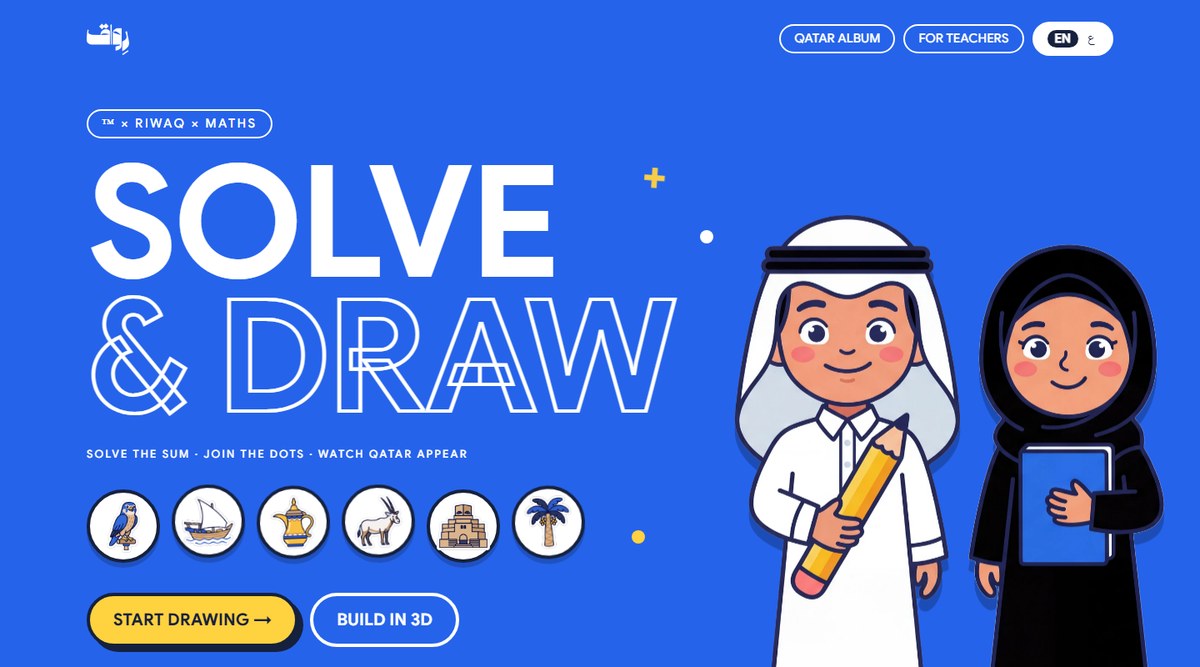 رواق
QATAR ALBUM
FOR TEACHERS
EN ع
™ × RIWAQ × MATHS
SOLVE
& DRAW
SOLVE THE SUM · JOIN THE DOTS · WATCH QATAR APPEAR
START DRAWING →
BUILD IN 3D